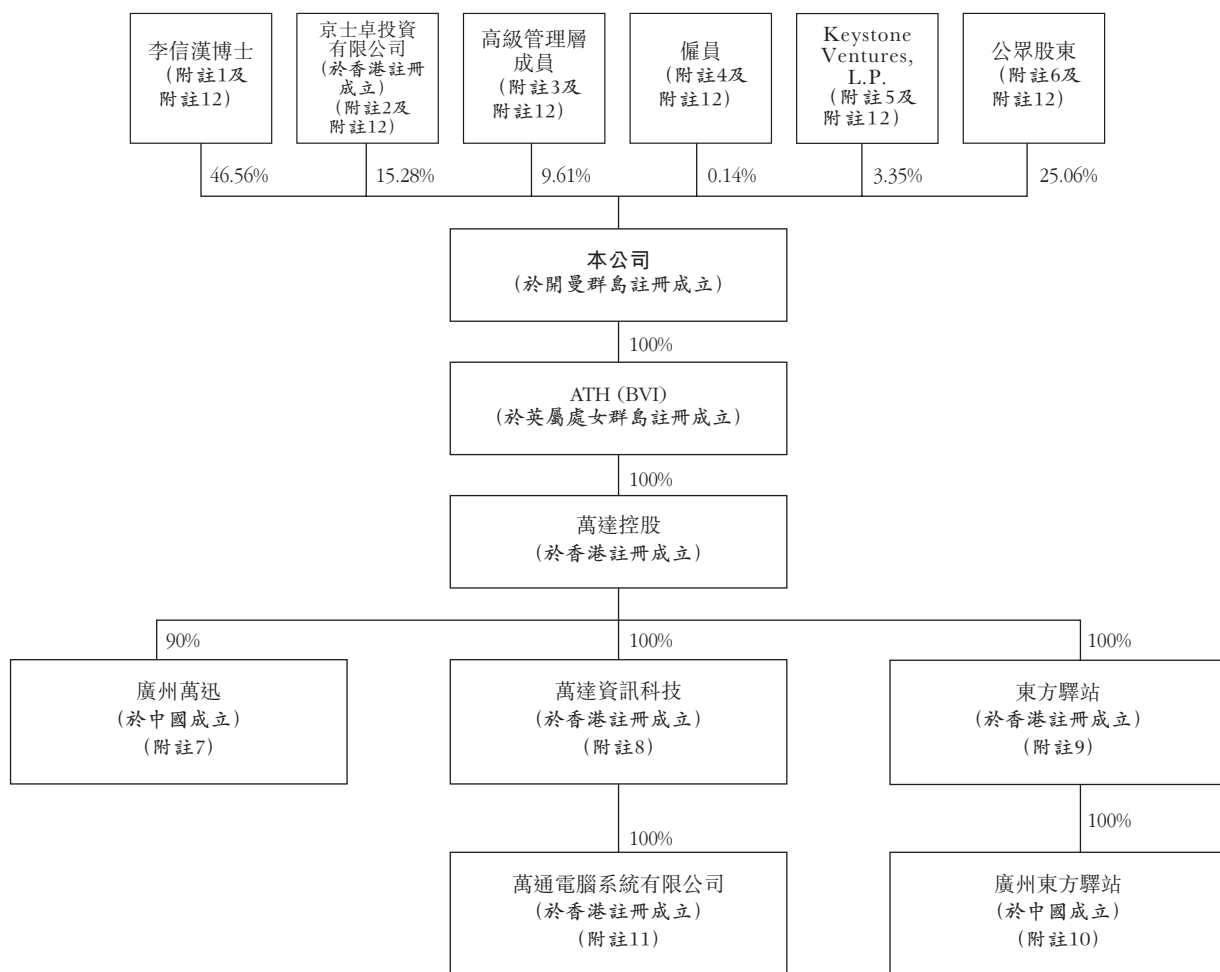 李信漢博士
（附註1及
附註12）
京士卓投資
有限公司
（於香港註冊
成立）
（附註2及
附註12）
高級管理層
成員
（附註3及
附註12）
僱員
（附註4及
附註12）
Keystone
Ventures,
L.P.
（附註5及
附註12）
公眾股東
（附註6及
附註12）
46.56%
15.28%
9.61%
0.14%
3.35%
25.06%
本公司
（於開曼群島註冊成立）
100%
ATH (BVI)
（於英屬處女群島註冊成立）
100%
萬達控股
（於香港註冊成立）
90%
100%
100%
廣州萬迅
（於中國成立）
（附註7）
萬達資訊科技
（於香港註冊成立）
（附註8）
東方驛站
（於香港註冊成立）
（附註9）
100%
100%
萬通電腦系統有限公司
（於香港註冊成立）
（附註11）
廣州東方驛站
（於中國成立）
（附註10）